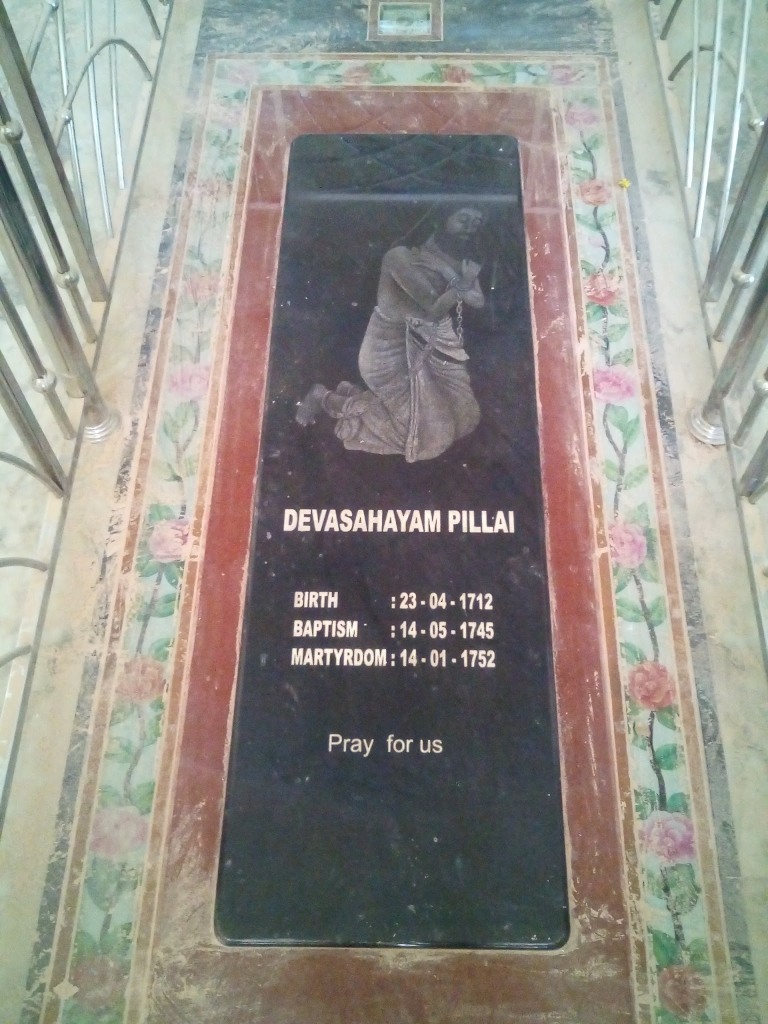 DEVASAHAYAM PILLAI
BIRTH : 23 - 04 - 1712
BAPTISM : 14 - 05 - 1745
MARTYRDOM : 14 - 01 - 1752
Pray for us